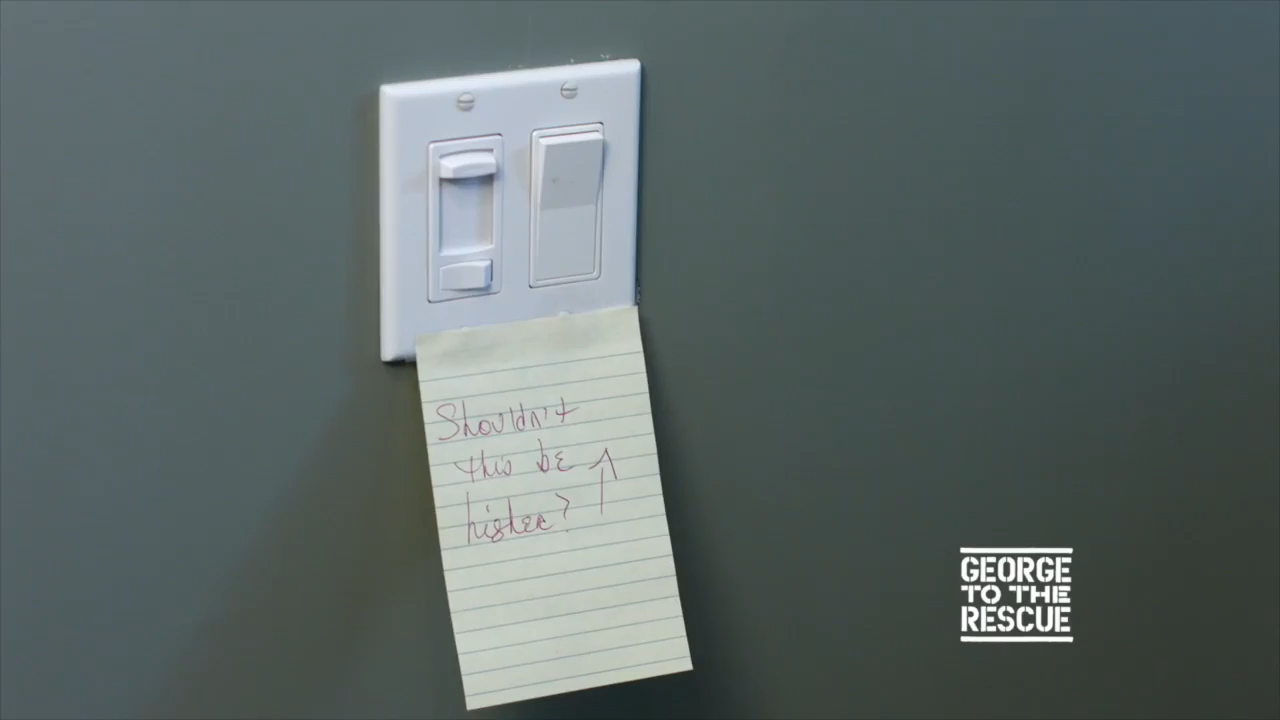 Shouldn't
this be
higher?
GEORGE
TO THE
RESCUE